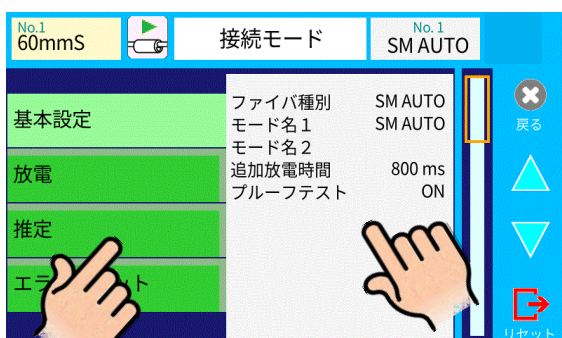 No.1
60mmS
接続モード
No. 1
SM AUTO
基本設定
放電
推定
ファイバ種別 SM AUTO
モード名１ SM AUTO
モード名２
追加放電時間 800 ms
プルーフテスト ON
戻る
リセット